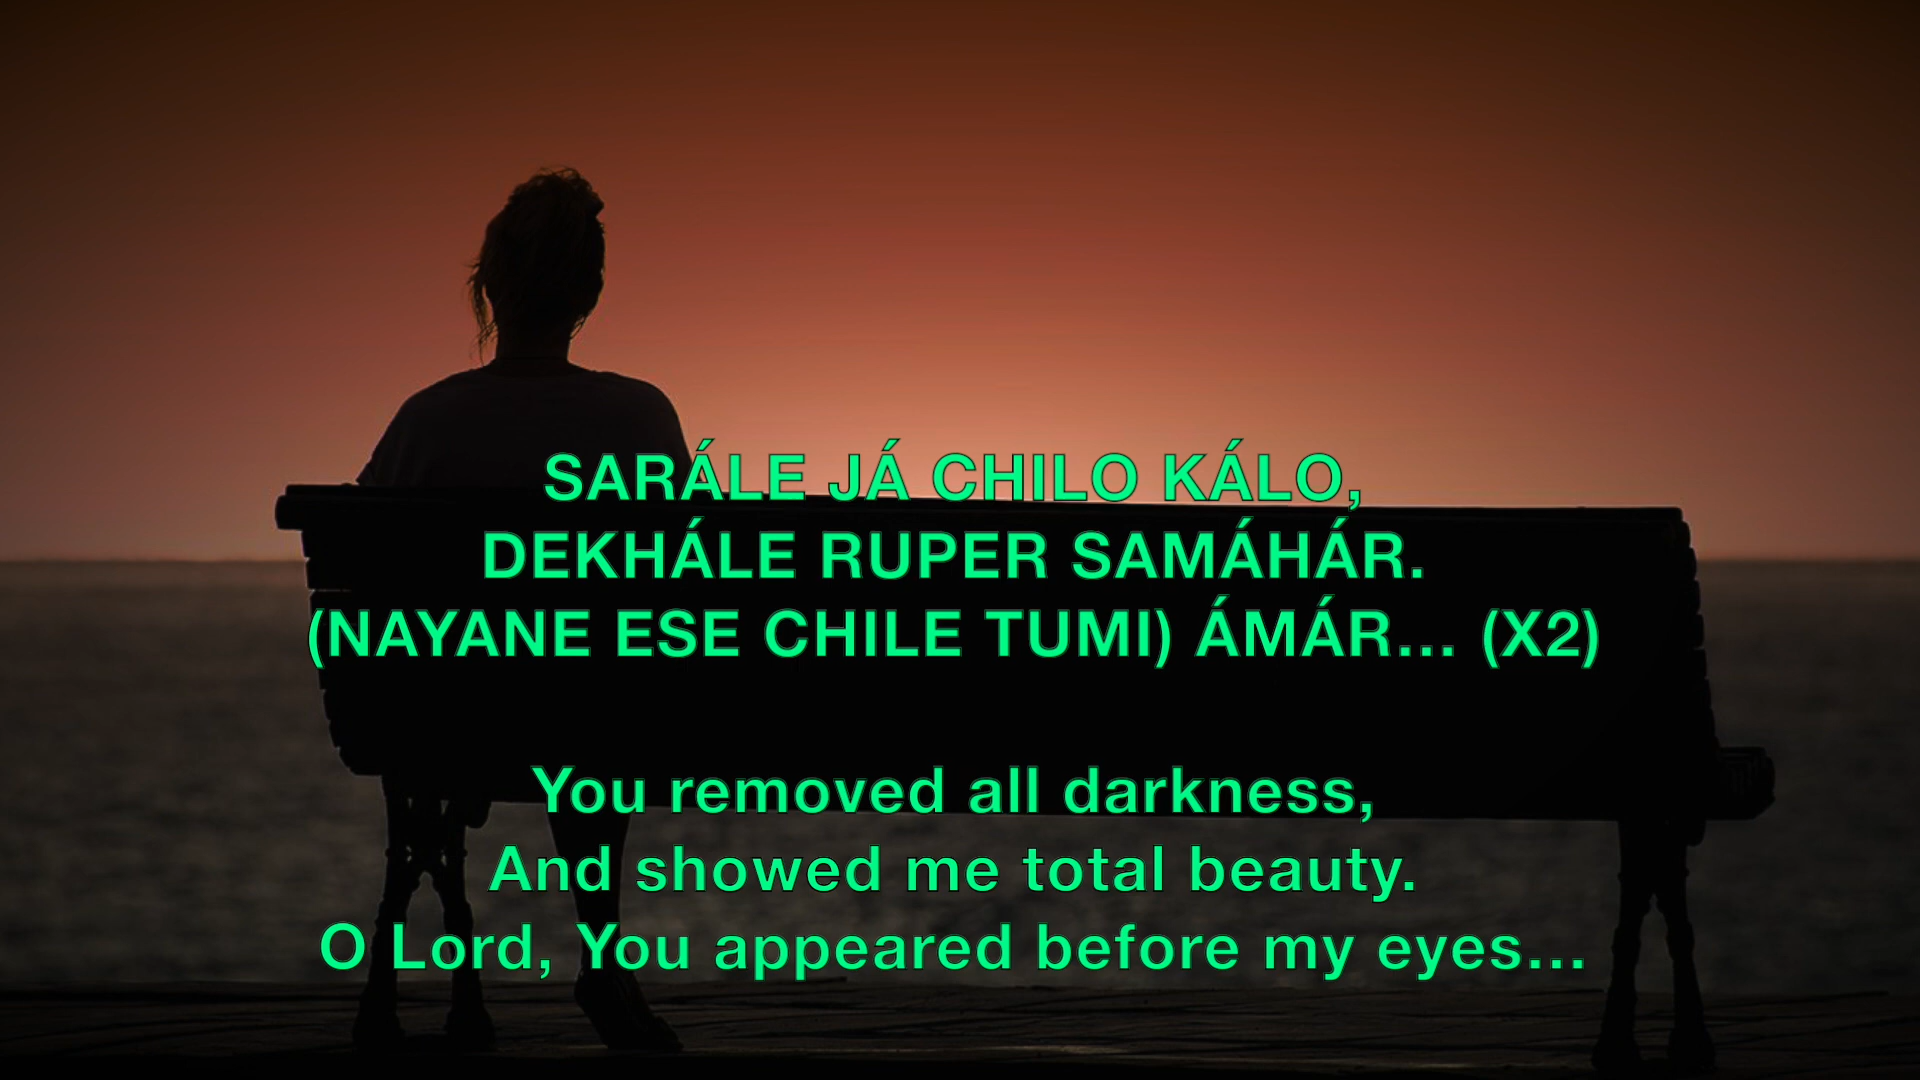 SARÁLE JÁ CHILO KÁLO,
DEKHÁLE RUPER SAMÁHÁR.
(NAYANE ESE CHILE TUMI) ÁMÁR... (X2)
You removed all darkness,
And showed me total beauty.
O Lord, You appeared before my eyes...